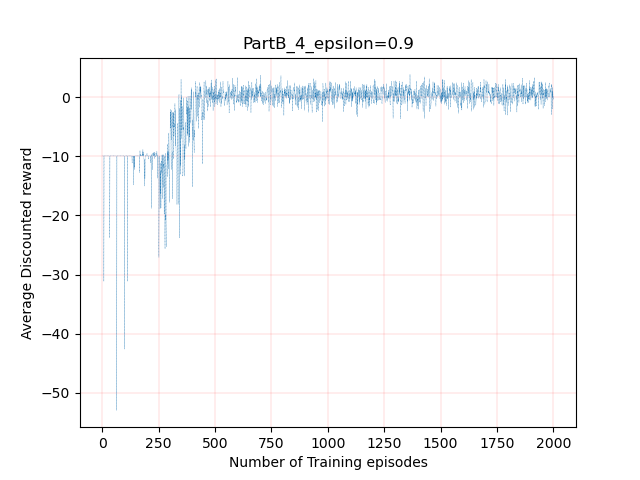 PartB_4_epsilon=0.9
Average Discounted reward
0
−10
−20
−30
−40
−50
0 250 500 750 1000 1250 1500 1750 2000
Number of Training episodes